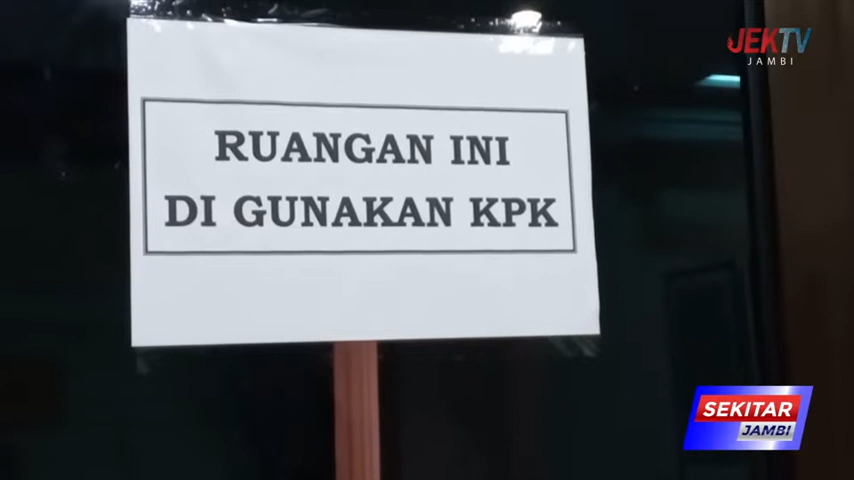 JEKTV
JAMBI
RUANGAN INI
DI GUNAKAN KPK
SEKITAR
JAMBI